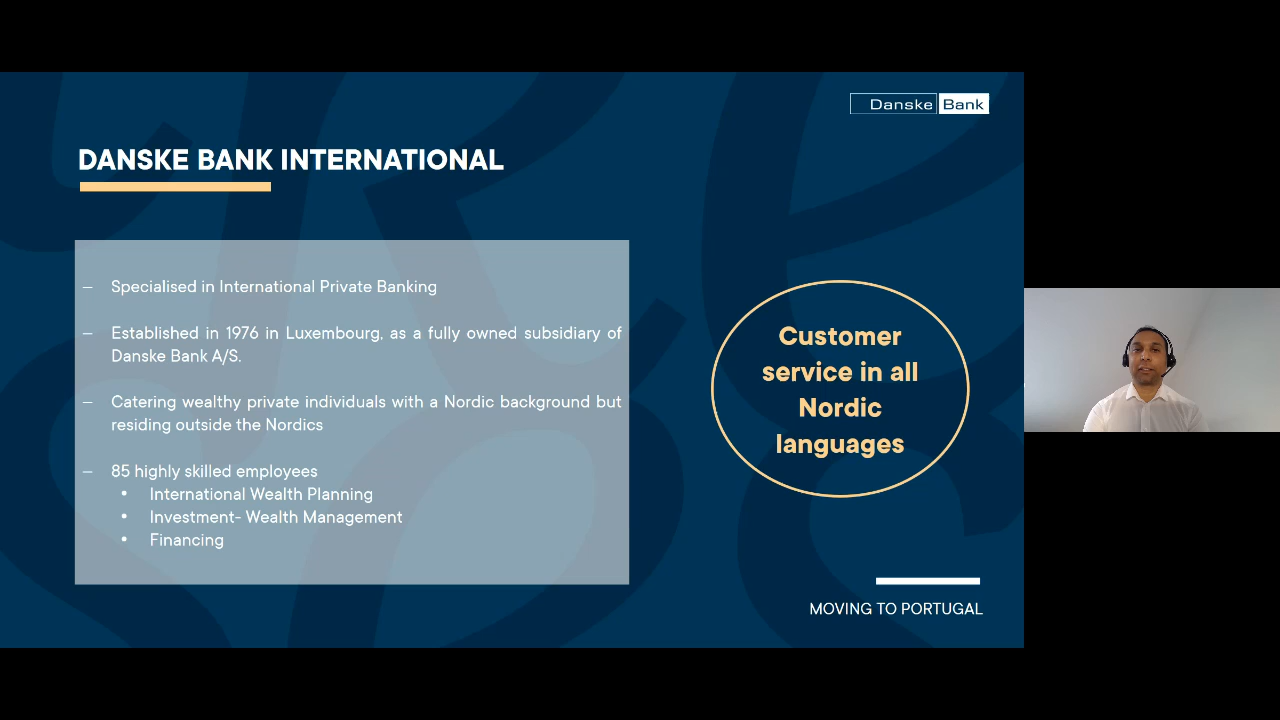 Danske Bank
DANSKE BANK INTERNATIONAL
– Specialised in International Private Banking
– Established in 1976 in Luxembourg, as a fully owned subsidiary of
Danske Bank A/S.
– Catering wealthy private individuals with a Nordic background but
residing outside the Nordics
– 85 highly skilled employees
• International Wealth Planning
• Investment- Wealth Management
• Financing
Customer
service in all
Nordic
languages
MOVING TO PORTUGAL